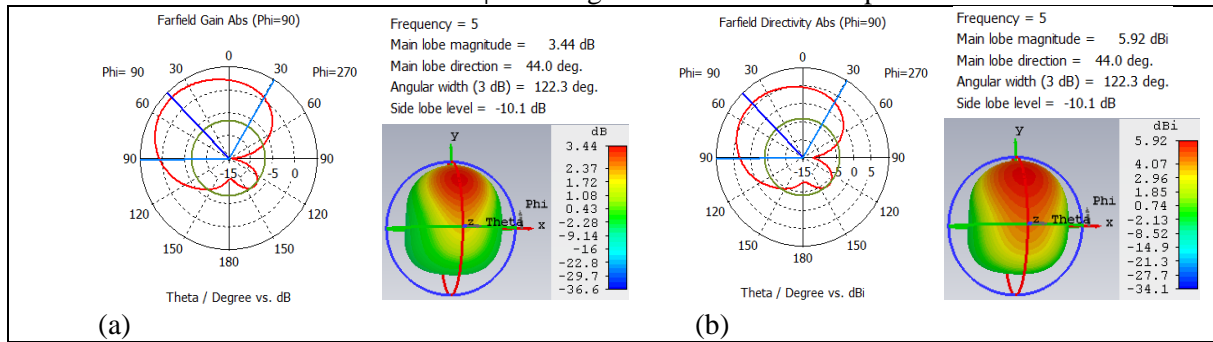 Farfield Gain Abs (Phi=90)
0
Phi= 90 30 30 Phi=270
60 60
90 -15 -5 0 90
120 120
150 150
180
Theta / Degree vs. dB
Frequency = 5
Main lobe magnitude = 3.44 dB
Main lobe direction = 44.0 deg.
Angular width (3 dB) = 122.3 deg.
Side lobe level = -10.1 dB
y
Phi
z Theta x
dB
3.44
2.37
1.72
1.08
0.43
-2.28
-9.14
-16
-22.8
-29.7
-36.6
(a)
Farfield Directivity Abs (Phi=90)
0
Phi= 90 30 30 Phi=270
60 60
90 -15 -5 0 5 90
120 120
150 150
180
Theta / Degree vs. dBi
Frequency = 5
Main lobe magnitude = 5.92 dBi
Main lobe direction = 44.0 deg.
Angular width (3 dB) = 122.3 deg.
Side lobe level = -10.1 dB
y
Phi
z Theta x
dBi
5.92
4.07
2.96
1.85
0.74
-2.13
-8.52
-14.9
-21.3
-27.7
-34.1
(b)